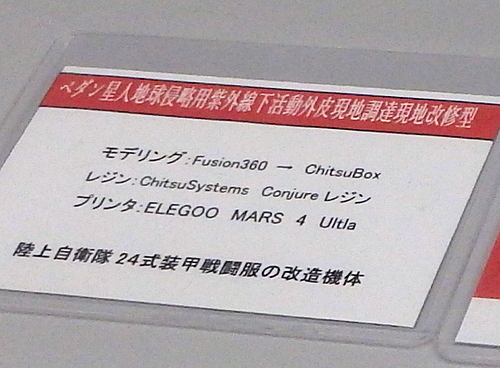 ペダン星人地球侵略用紫外線下活動外皮現地調達現地改修型
モデリング:Fusion360 → ChitsuBox
レジン:ChitsuSystems Conjure レジン
プリンタ:ELEGOO MARS 4 Ultla
陸上自衛隊24式装甲戦闘服の改造機体